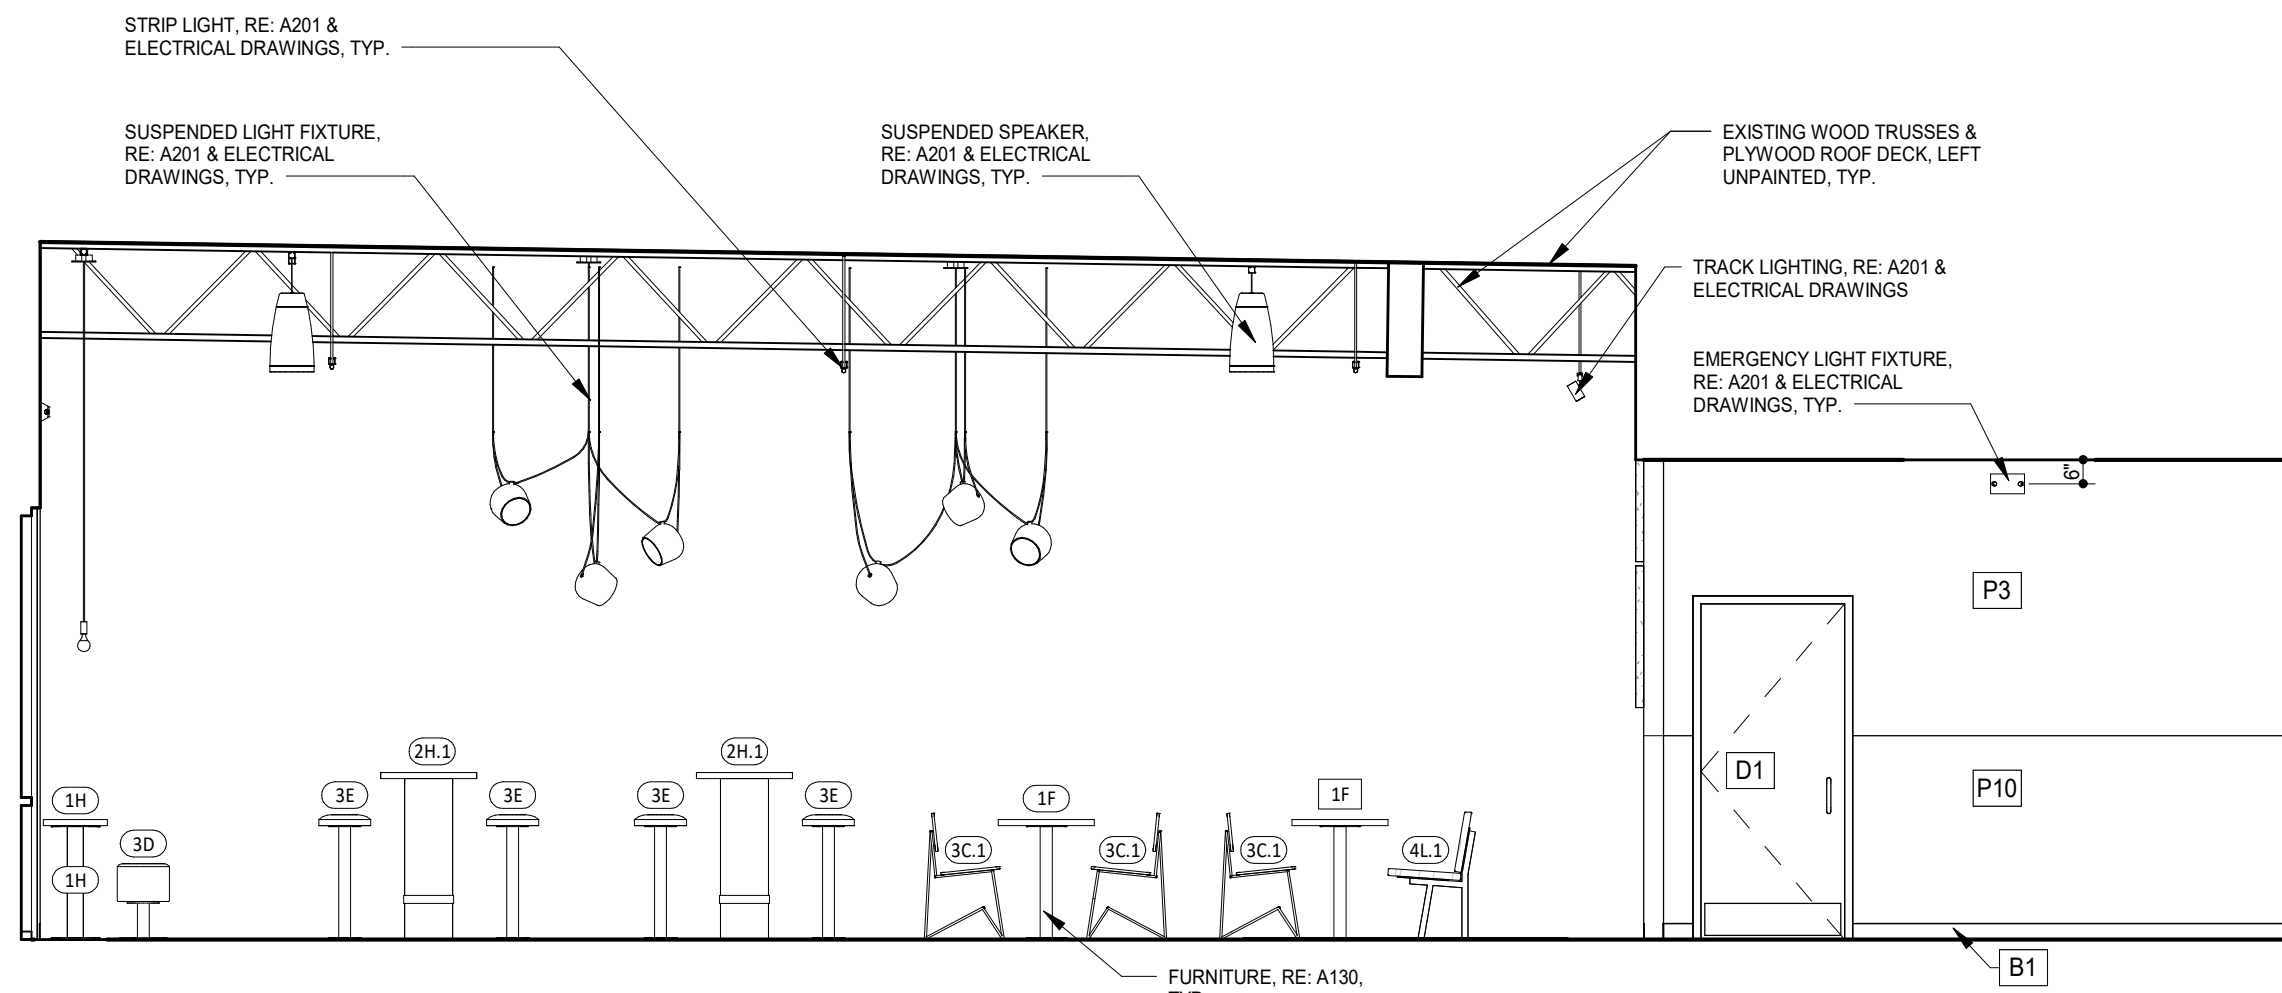 STRIP LIGHT, RE: A201 &
ELECTRICAL DRAWINGS, TYP.
SUSPENDED LIGHT FIXTURE,
RE: A201 & ELECTRICAL
DRAWINGS, TYP.
SUSPENDED SPEAKER,
RE: A201 & ELECTRICAL
DRAWINGS, TYP.
EXISTING WOOD TRUSSES &
PLYWOOD ROOF DECK, LEFT
UNPAINTED, TYP.
TRACK LIGHTING, RE: A201 &
ELECTRICAL DRAWINGS
EMERGENCY LIGHT FIXTURE,
RE: A201 & ELECTRICAL
DRAWINGS, TYP.
6"
P3
2H.1
2H.1
D1
P10
1H
3E
3E
3E
3E
1F
1F
3D
3C.1
3C.1
3C.1
4L.1
1H
B1
FURNITURE, RE: A130,